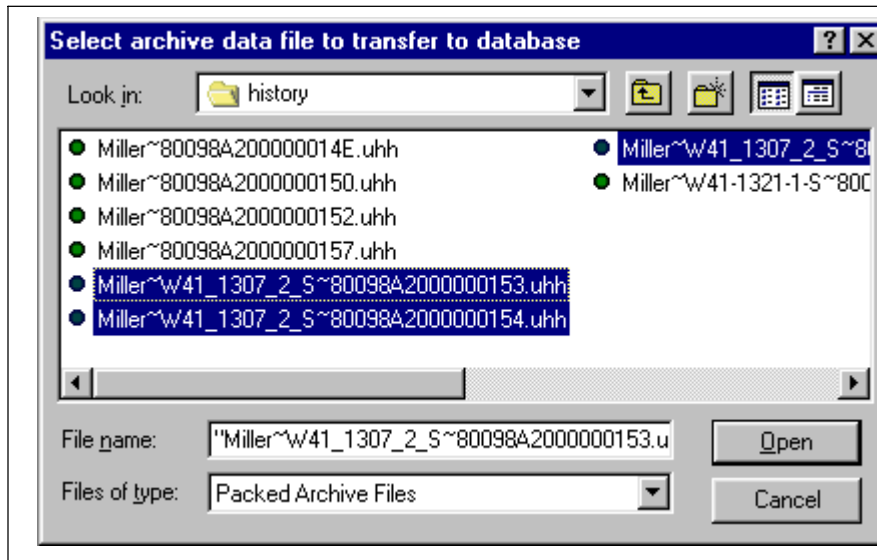 Select archive data file to transfer to database
Look in: history
Miller~80098A200000014E.uhh
Miller~80098A2000000150.uhh
Miller~80098A2000000152.uhh
Miller~80098A2000000157.uhh
Miller~W41_1307_2_S~80098A2000000153.uhh
Miller~W41_1307_2_S~80098A2000000154.uhh
Miller~W41_1307_2_S~8
Miller~W41-1321-1-S~800
File name: "Miller~W41_1307_2_S~80098A2000000153.u
Open
Files of type: Packed Archive Files
Cancel